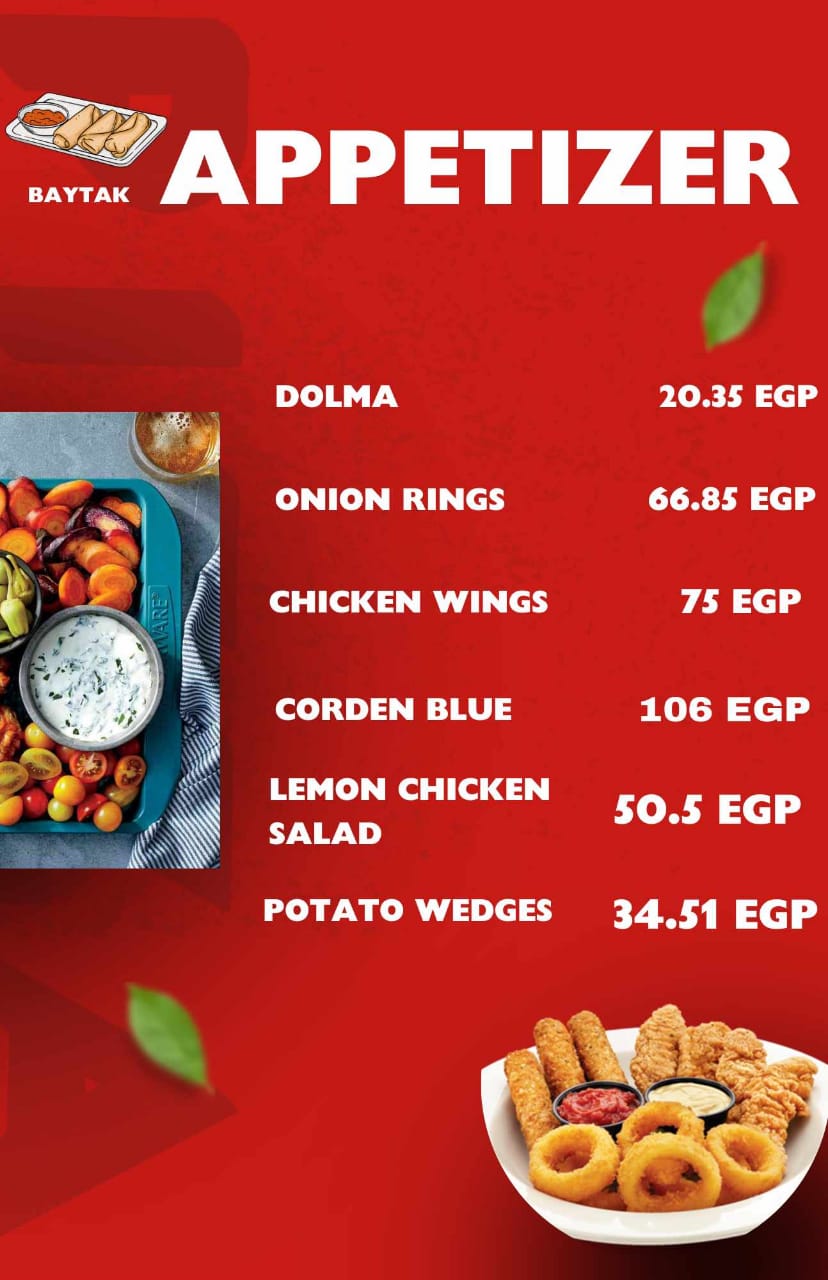 BAYTAK
APPETIZER
DOLMA 20.35 EGP
ONION RINGS 66.85 EGP
CHICKEN WINGS 75 EGP
CORDEN BLUE 106 EGP
LEMON CHICKEN
SALAD 50.5 EGP
POTATO WEDGES 34.51 EGP